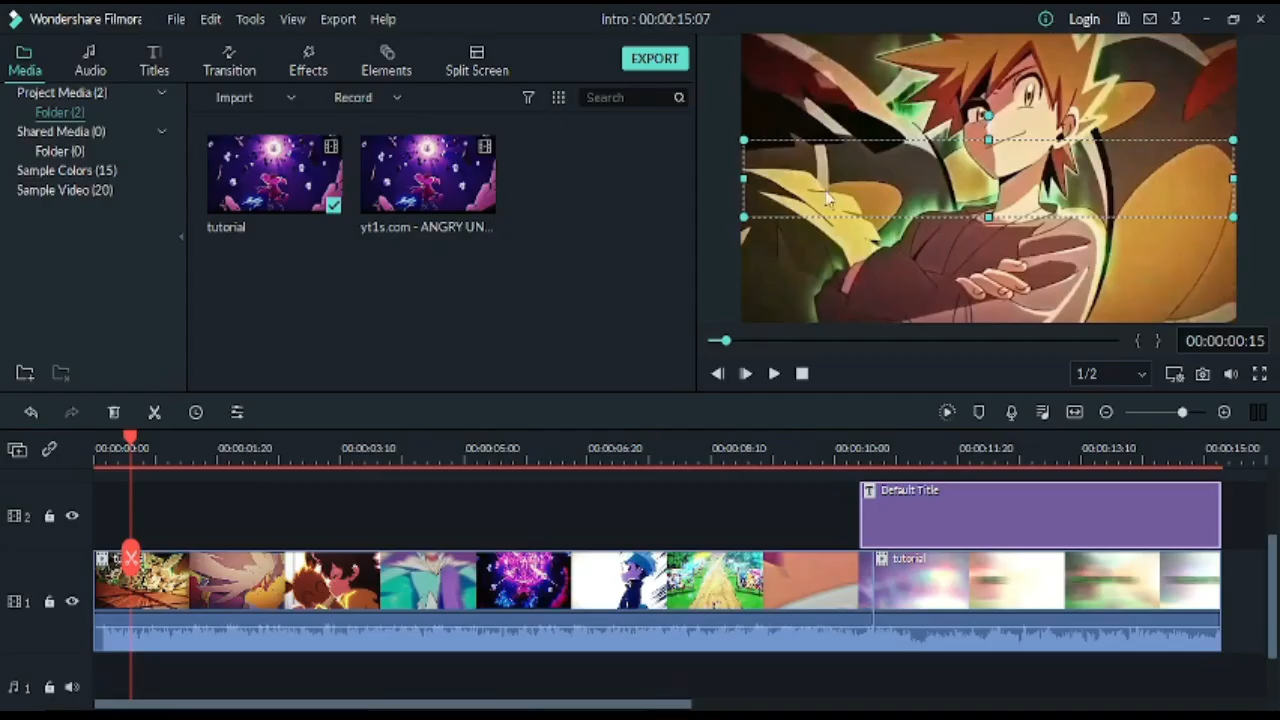 Wondershare Filmora File Edit Tools View Export Help Intro : 00:00:15:07 Login
Media Audio Titles Transition Effects Elements Split Screen EXPORT
Project Media (2)
Folder (2)
Shared Media (0)
Folder (0)
Sample Colors (15)
Sample Video (20)
Import Record Search
tutorial yt1s.com - ANGRY UN...
{ } 00:00:00:15
1/2
00:00:00:00 00:00:01:20 00:00:03:10 00:00:05:00 00:00:06:20 00:00:08:10 00:00:10:00 00:00:11:20 00:00:13:10 00:00:15:00
2 T Default Title
tutorial
1
1